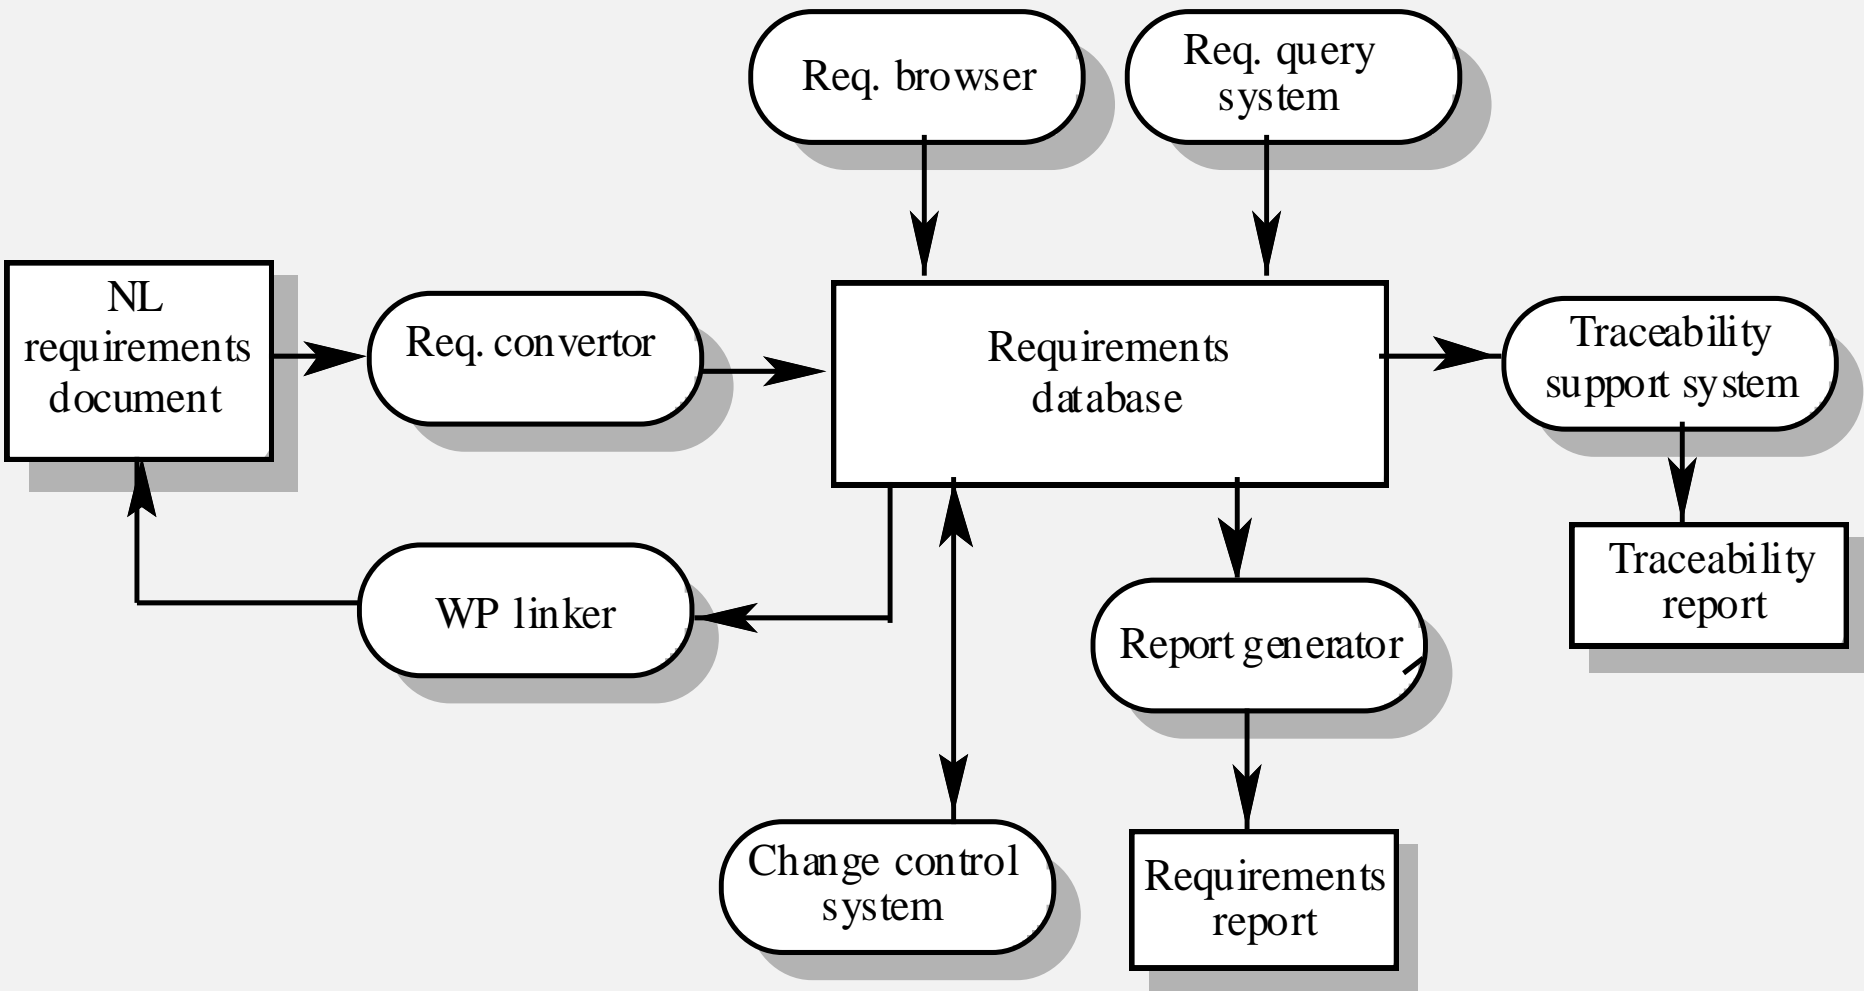 Req. browser
Req. query
system
NL
requirements
document
Req. convertor
Requirements
database
Traceability
support system
Traceability
report
WP linker
Report generator
Change control
system
Requirements
report